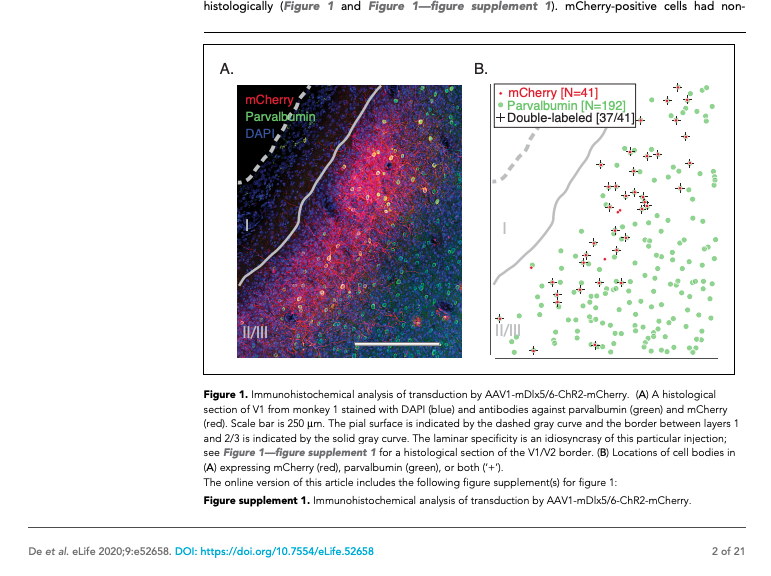 histologically (Figure 1 and Figure 1—figure supplement 1). mCherry-positive cells had non-
A.
B.
mCherry
Parvalbumin
DAPI
I
II/III
mCherry [N=41]
Parvalbumin [N=192]
Double-labeled [37/41]
I
II/III
Figure 1. Immunohistochemical analysis of transduction by AAV1-mDlx5/6-ChR2-mCherry. (A) A histological
section of V1 from monkey 1 stained with DAPI (blue) and antibodies against parvalbumin (green) and mCherry
(red). Scale bar is 250 μm. The pial surface is indicated by the dashed gray curve and the border between layers 1
and 2/3 is indicated by the solid gray curve. The laminar specificity is an idiosyncrasy of this particular injection;
see Figure 1—figure supplement 1 for a histological section of the V1/V2 border. (B) Locations of cell bodies in
(A) expressing mCherry (red), parvalbumin (green), or both ('+').
The online version of this article includes the following figure supplement(s) for figure 1:
Figure supplement 1. Immunohistochemical analysis of transduction by AAV1-mDlx5/6-ChR2-mCherry.
De et al. eLife 2020;9:e52658. DOI: https://doi.org/10.7554/eLife.52658
2 of 21